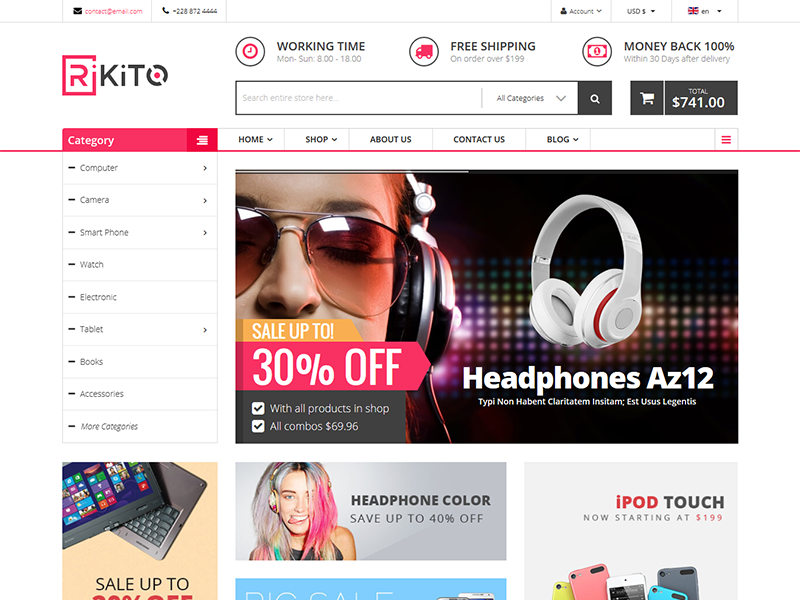 contact@email.com
+228 872 4444
Account
USD $
en
RiKiTO
WORKING TIME
Mon- Sun: 8.00 - 18.00
FREE SHIPPING
On order over $199
MONEY BACK 100%
Within 30 Days after delivery
Search entire store here...
All Categories
TOTAL
$741.00
Category
HOME
SHOP
ABOUT US
CONTACT US
BLOG
Computer
Camera
Smart Phone
Watch
Electronic
Tablet
Books
Accessories
More Categories
SALE UP TO!
30% OFF
With all products in shop
All combos $69.96
Headphones Az12
Typi Non Habent Claritatem Insitam; Est Usus Legentis
SALE UP TO
HEADPHONE COLOR
SAVE UP TO 40% OFF
BIG SALE
iPOD TOUCH
NOW STARTING AT $199